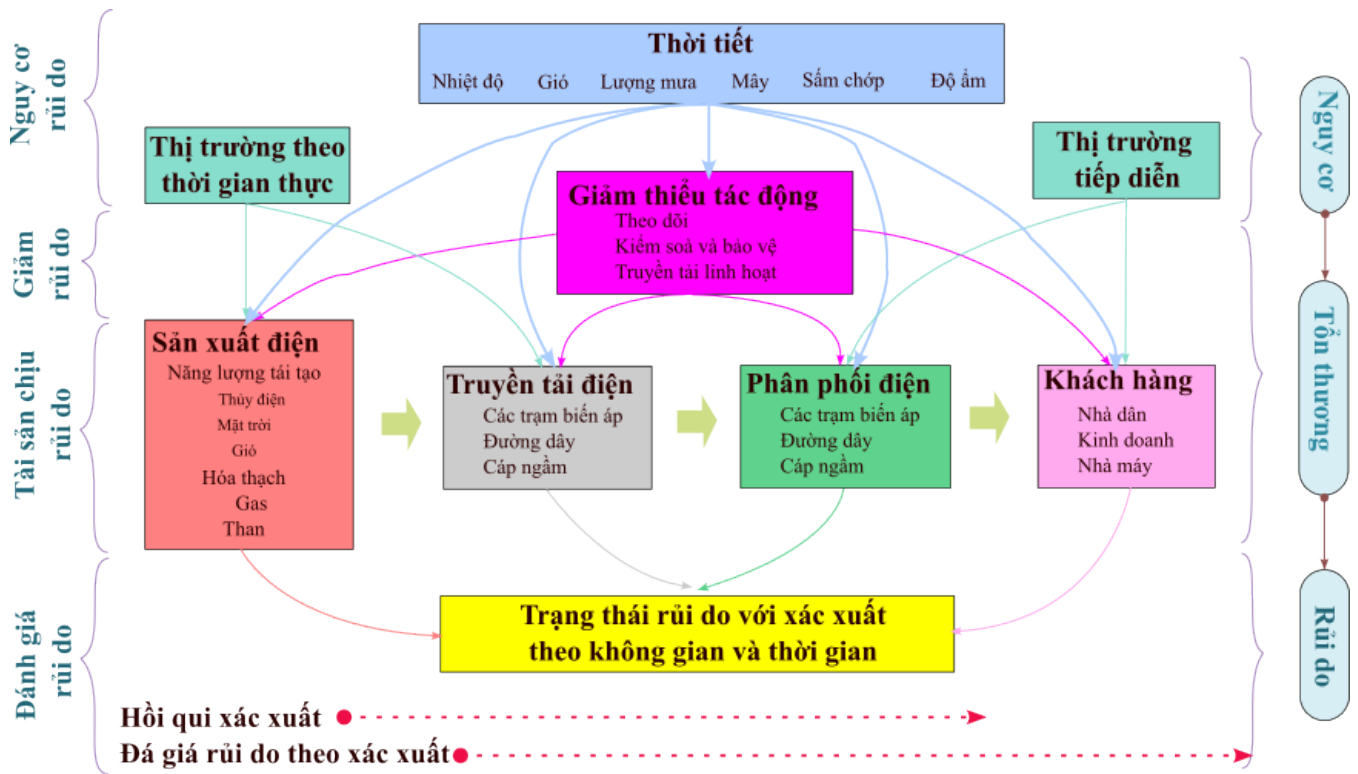 Nguy cơ
rủi do
Giảm
rủi do
Tài sản chịu
rủi do
Đánh giá
rủi do
Thời tiết
Nhiệt độ Gió Lượng mưa Mây Sấm chớp Độ ẩm
Thị trường theo
thời gian thực
Thị trường
tiếp diễn
Giảm thiểu tác động
Theo dõi
Kiểm soả và bảo vệ
Truyền tải linh hoạt
Sản xuất điện
Năng lượng tái tạo
Thủy điện
Mặt trời
Gió
Hóa thạch
Gas
Than
Truyền tải điện
Các trạm biến áp
Đường dây
Cáp ngầm
Phân phối điện
Các trạm biến áp
Đường dây
Cáp ngầm
Khách hàng
Nhà dân
Kinh doanh
Nhà máy
Trạng thái rủi do với xác xuất
theo không gian và thời gian
Hồi qui xác xuất
Đá giá rủi do theo xác xuất
Nguy cơ
Tổn thương
Rủi do